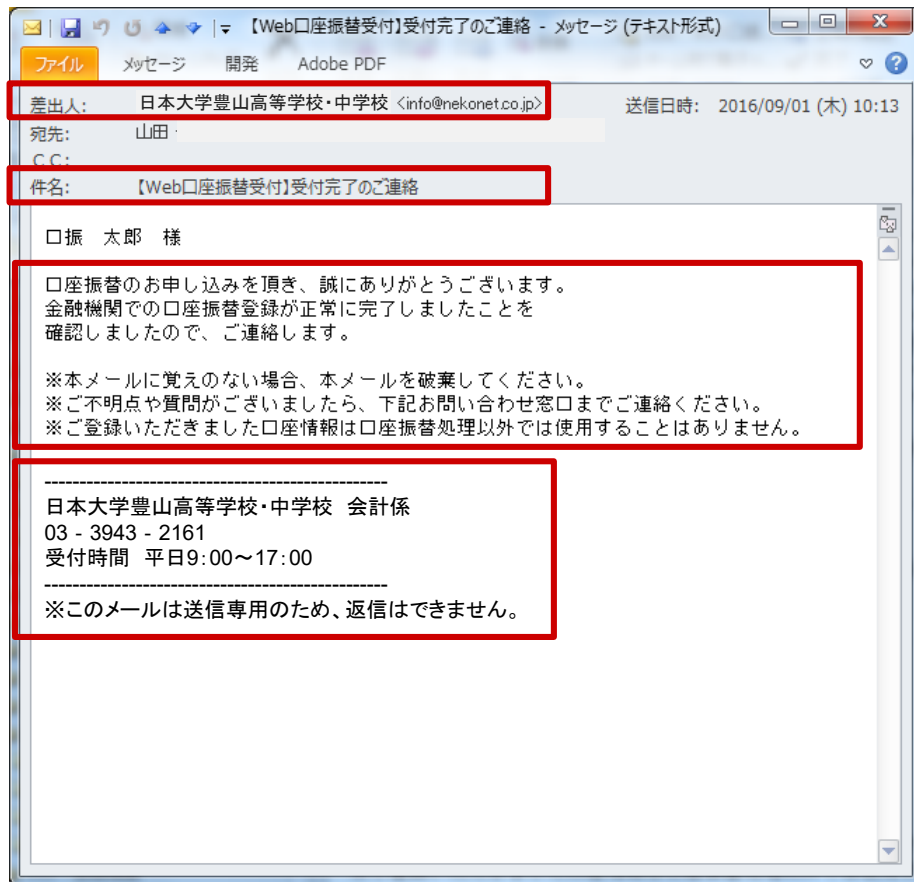 【Web口座振替受付】受付完了のご連絡 - メッセージ (テキスト形式)
ファイル メッセージ 開発 Adobe PDF
差出人: 日本大学豊山高等学校・中学校 <info@nekonet.co.jp> 送信日時: 2016/09/01 (木) 10:13
宛先: 山田
CC:
件名: 【Web口座振替受付】受付完了のご連絡
口振 太郎 様
口座振替のお申し込みを頂き、誠にありがとうございます。
金融機関での口座振替登録が正常に完了しましたことを
確認しましたので、ご連絡します。
※本メールに覚えのない場合、本メールを破棄してください。
※ご不明点や質問がございましたら、下記お問い合わせ窓口までご連絡ください。
※ご登録いただきました口座情報は口座振替処理以外では使用することはありません。
-------------------------------------------------
日本大学豊山高等学校・中学校 会計係
03 - 3943 - 2161
受付時間 平日9:00～17:00
-------------------------------------------------
※このメールは送信専用のため、返信はできません。